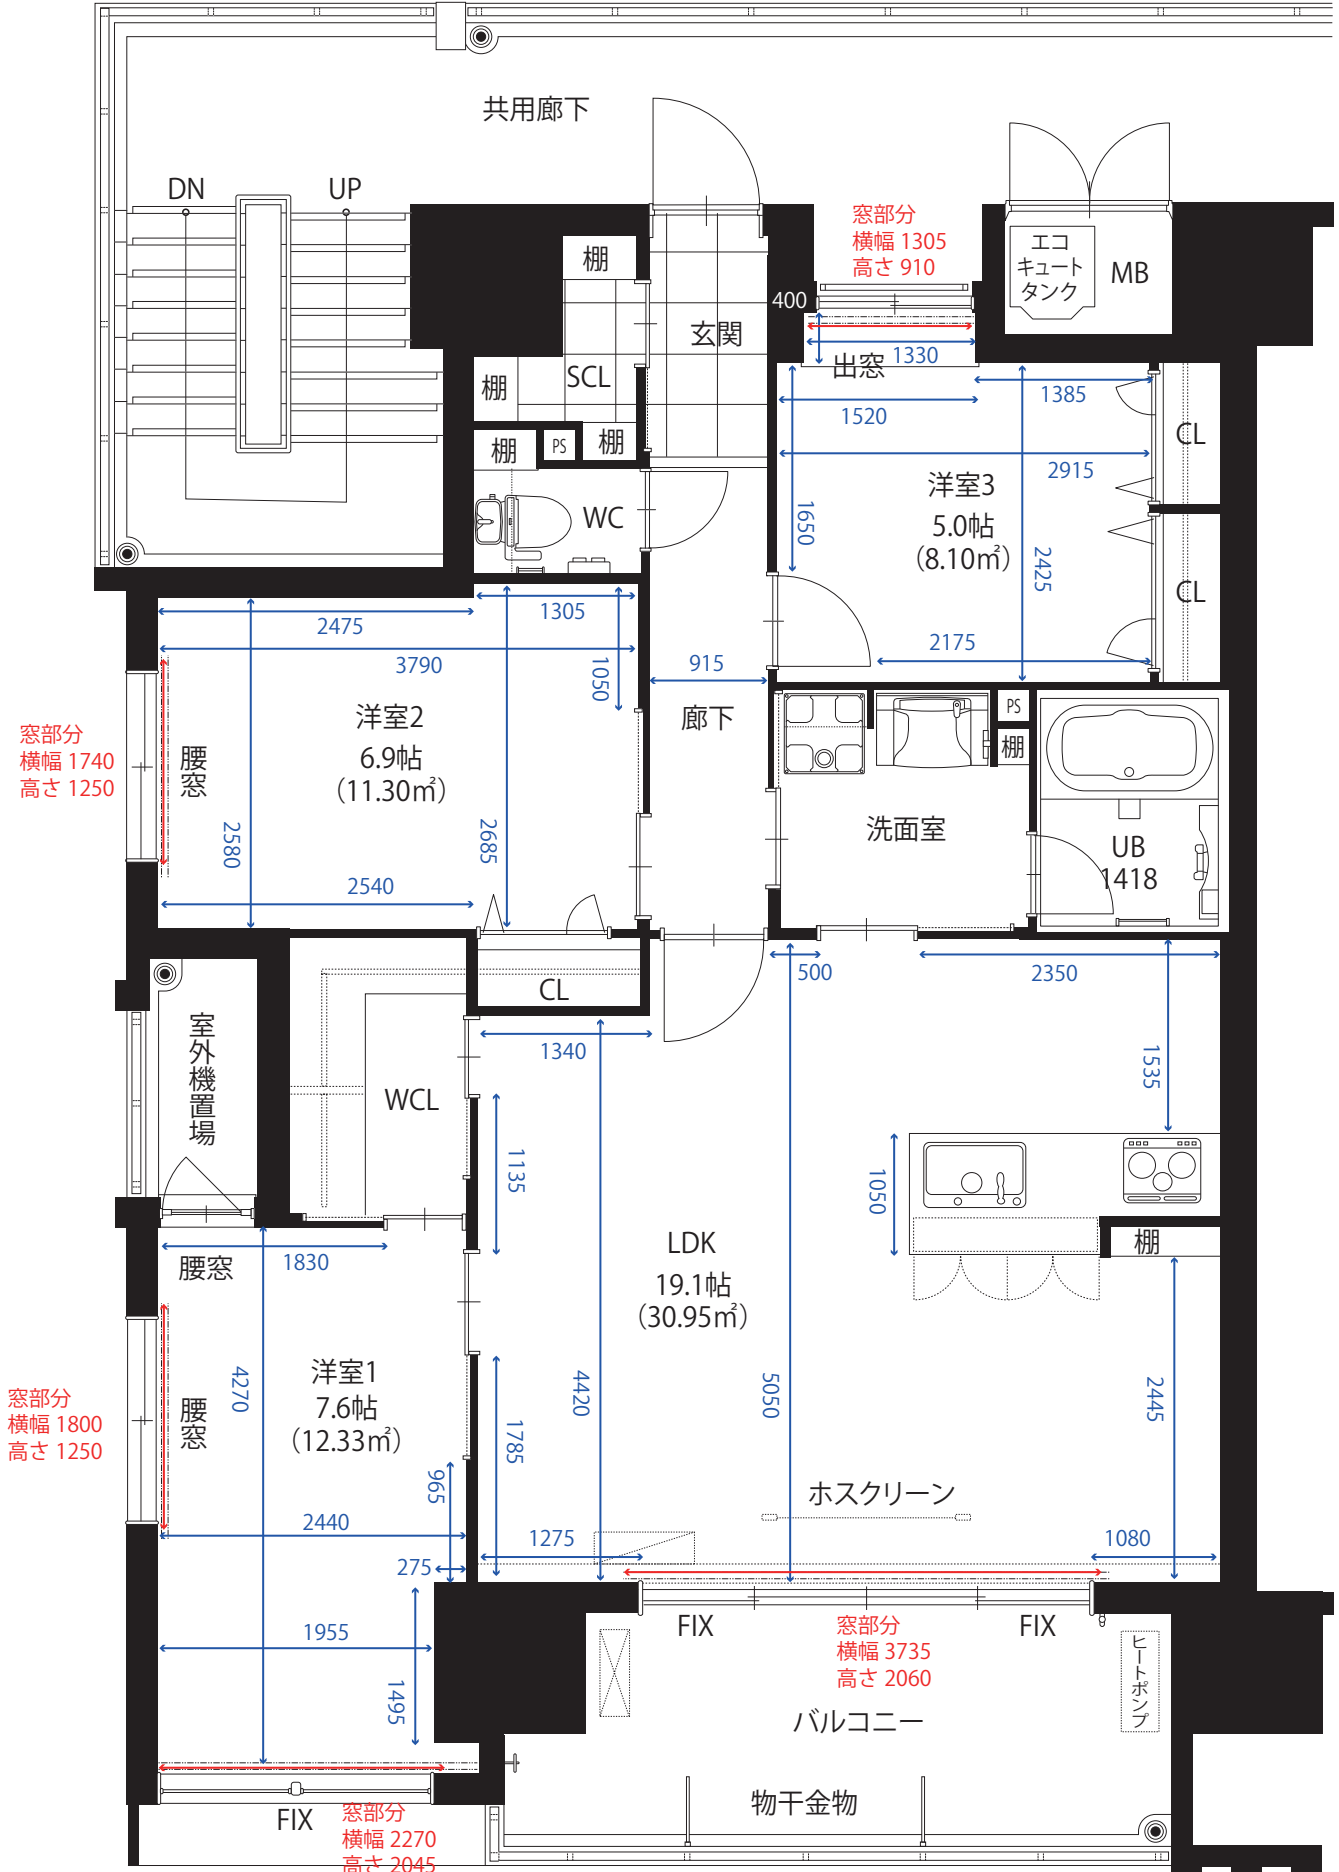 共用廊下
DN
UP
窓部分
横幅 1305
高さ 910
エコ
キュート
タンク
MB
棚
400
玄関
1330
出窓
SCL
棚
1385
1520
CL
棚
PS
棚
2915
洋室3
5.0帖
(8.10㎡)
WC
1650
2425
CL
2475
1305
2175
3790
1050
915
洋室2
6.9帖
(11.30㎡)
廊下
PS
棚
窓部分
横幅 1740
高さ 1250
腰窓
2580
2685
洗面室
UB
1418
2540
500
2350
CL
室外機置場
1340
1535
WCL
1135
1050
LDK
19.1帖
(30.95㎡)
棚
腰窓
1830
洋室1
7.6帖
(12.33㎡)
4270
4420
5050
2445
窓部分
横幅 1800
高さ 1250
腰窓
1785
965
ホスクリーン
2440
1275
1080
275
FIX
窓部分
横幅 3735
高さ 2060
FIX
1955
ヒートポンプ
1495
バルコニー
物干金物
FIX
窓部分
横幅 2270
高さ 2045